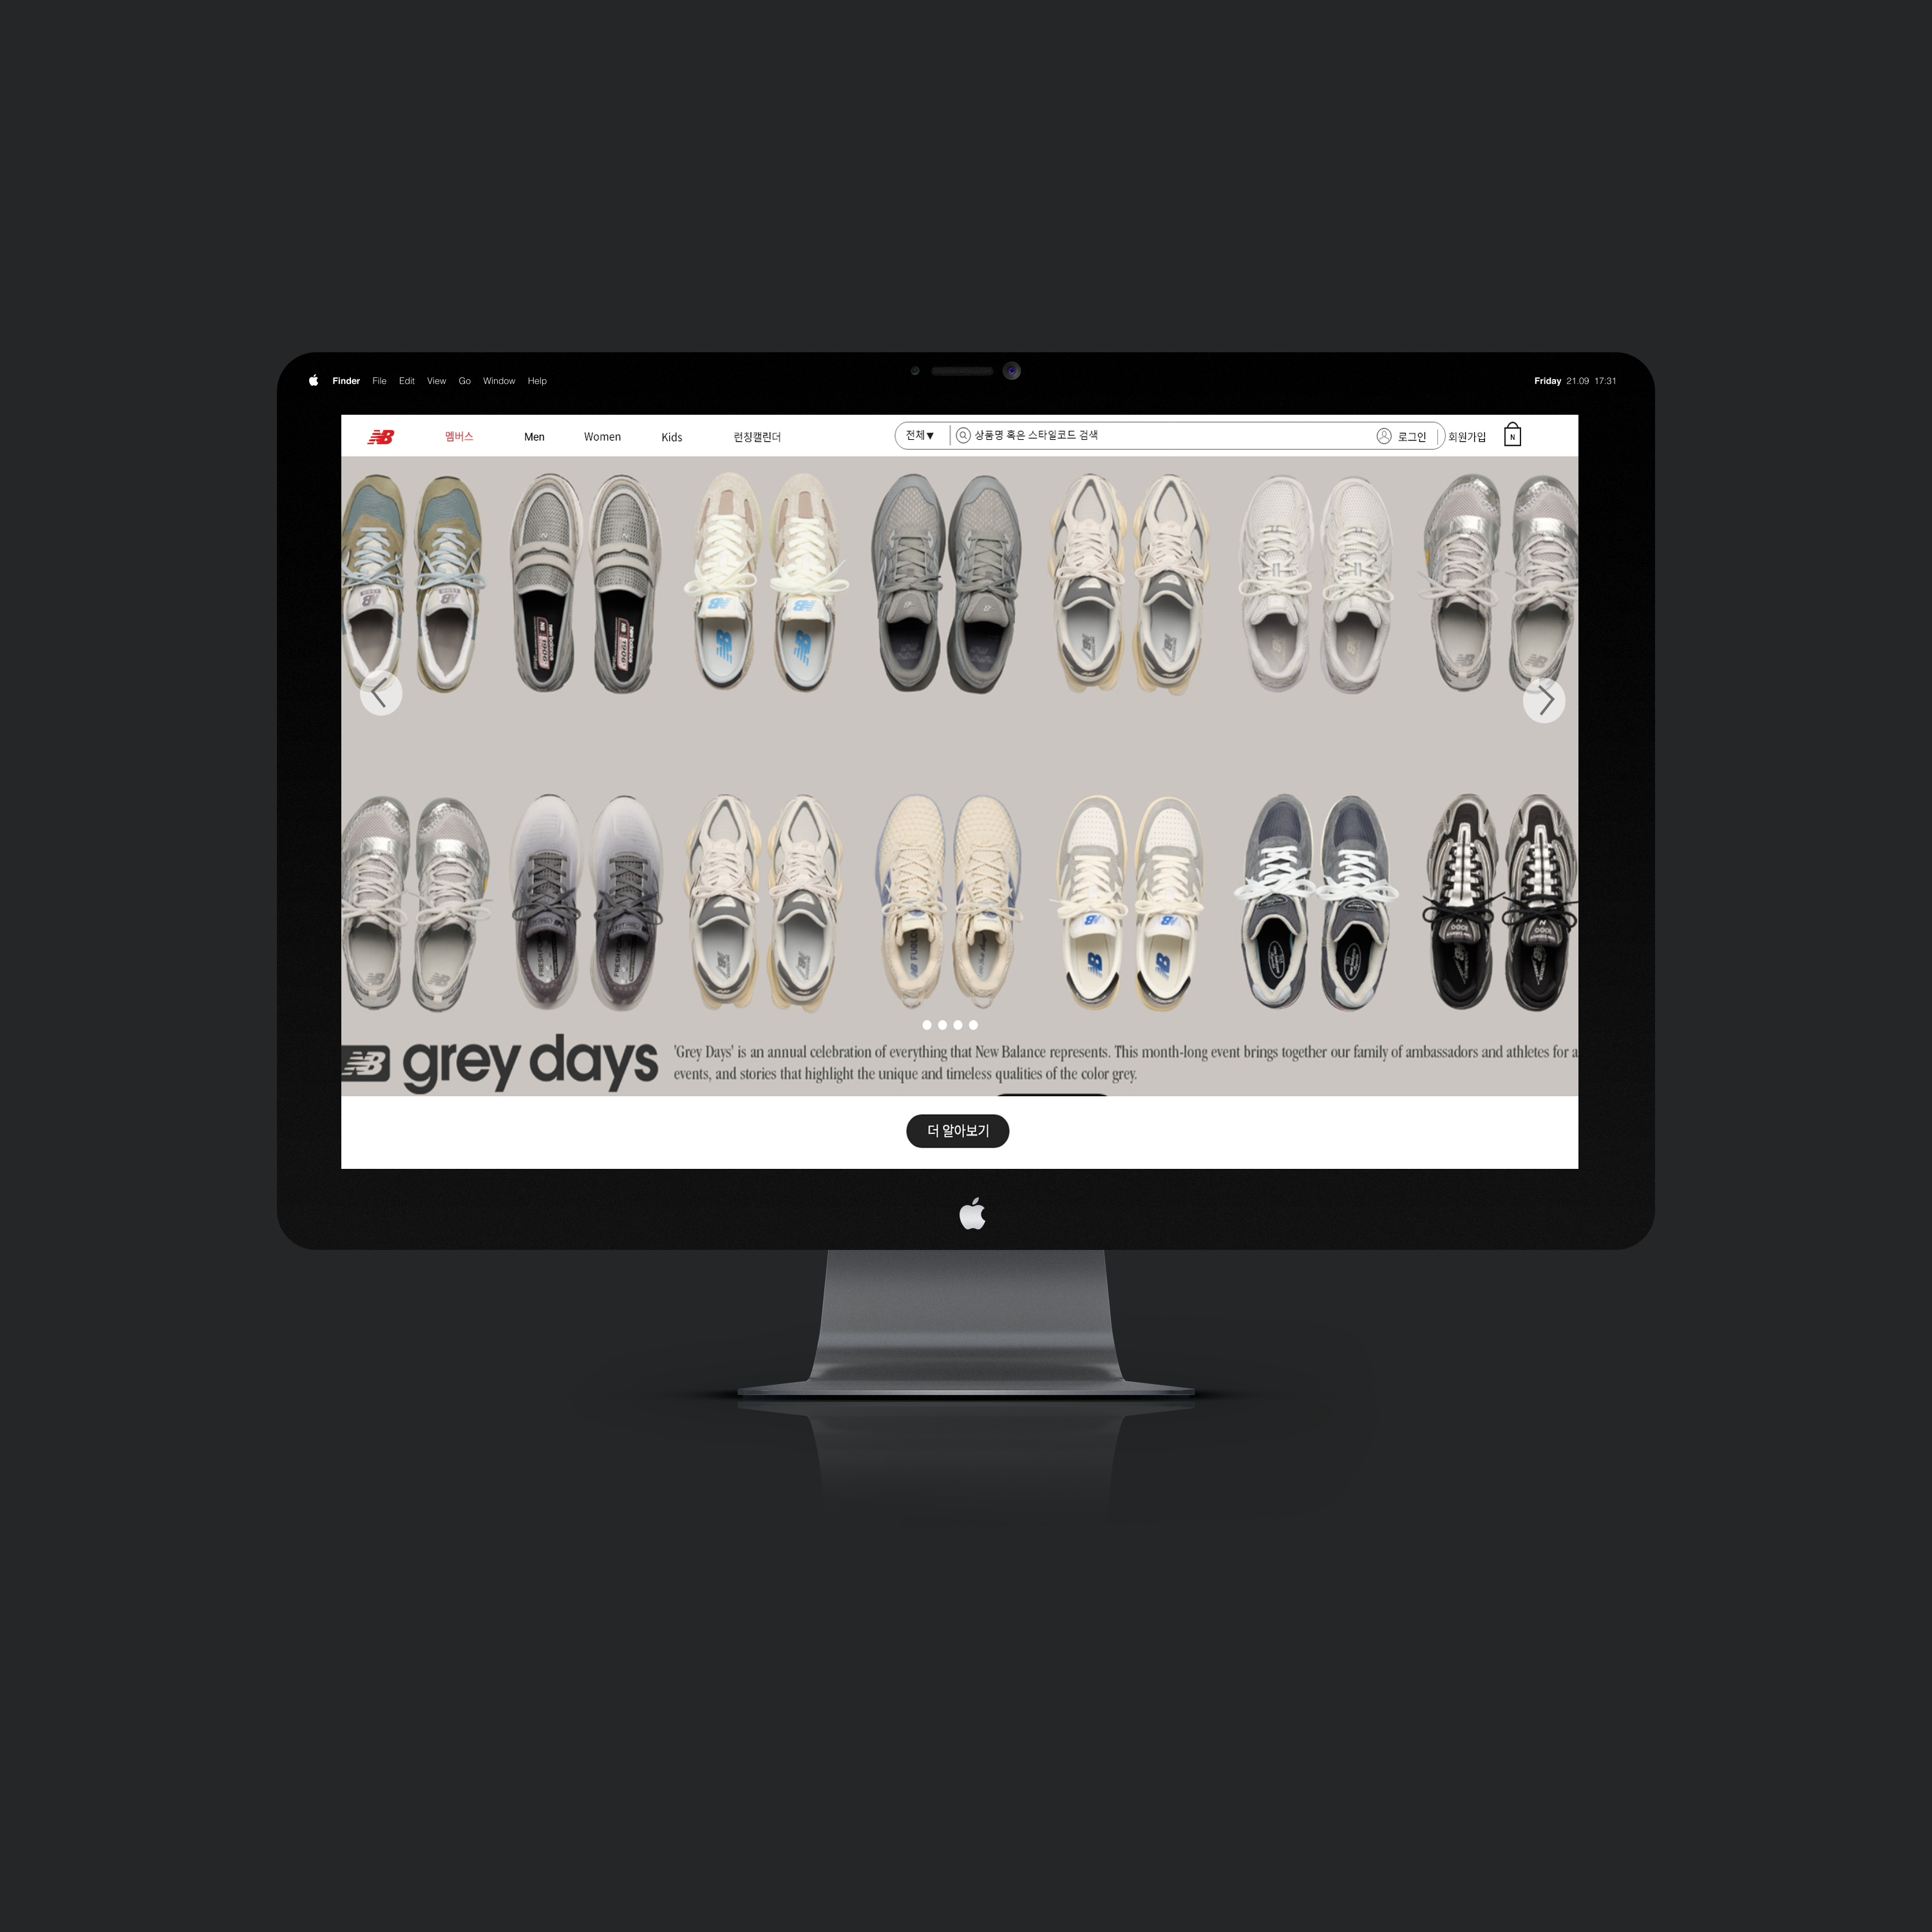 Finder File Edit View Go Window Help
Friday 21.09 17:31
멤버스 Men Women Kids 런칭캘린더 전체▼ 상품명 혹은 스타일코드 검색 로그인 회원가입 N
grey days
'Grey Days' is an annual celebration of everything that New Balance represents. This month-long event brings together our family of ambassadors and athletes for a
events, and stories that highlight the unique and timeless qualities of the color grey.
더 알아보기